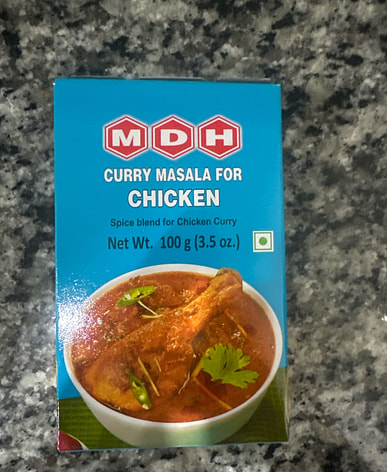 MDH
CURRY MASALA FOR
CHICKEN
Spice blend for Chicken Curry
Net Wt. 100 g (3.5 oz.)